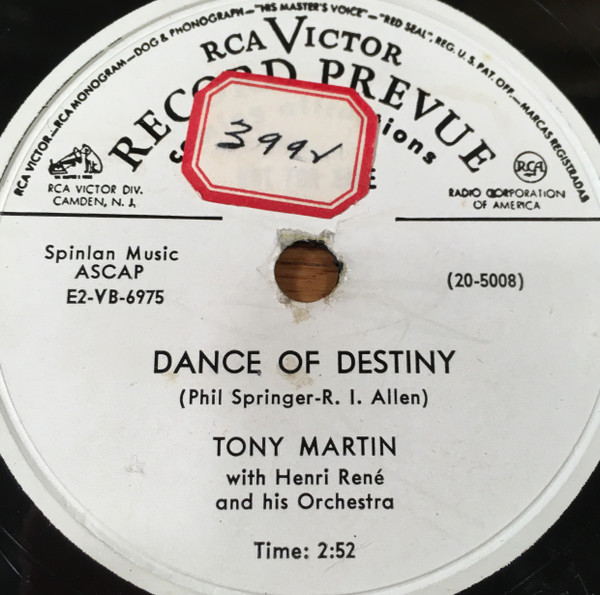 RCA VICTOR—RCA MONOGRAM—DOG & PHONOGRAPH—"HIS MASTER'S VOICE"—"RED SEAL", REG. U. S. PAT. OFF.—MARCAS REGISTRADAS
RCA VICTOR
RECORD PREVUE
RCA VICTOR DIV.
CAMDEN, N. J.
RCA
RADIO CORPORATION
OF AMERICA
Spinlan Music
ASCAP
E2-VB-6975
(20-5008)
DANCE OF DESTINY
(Phil Springer-R. I. Allen)
TONY MARTIN
with Henri René
and his Orchestra
Time: 2:52